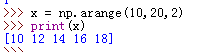 >>> x = np.arange(10,20,2)
>>> print(x)
[10 12 14 16 18]
>>>